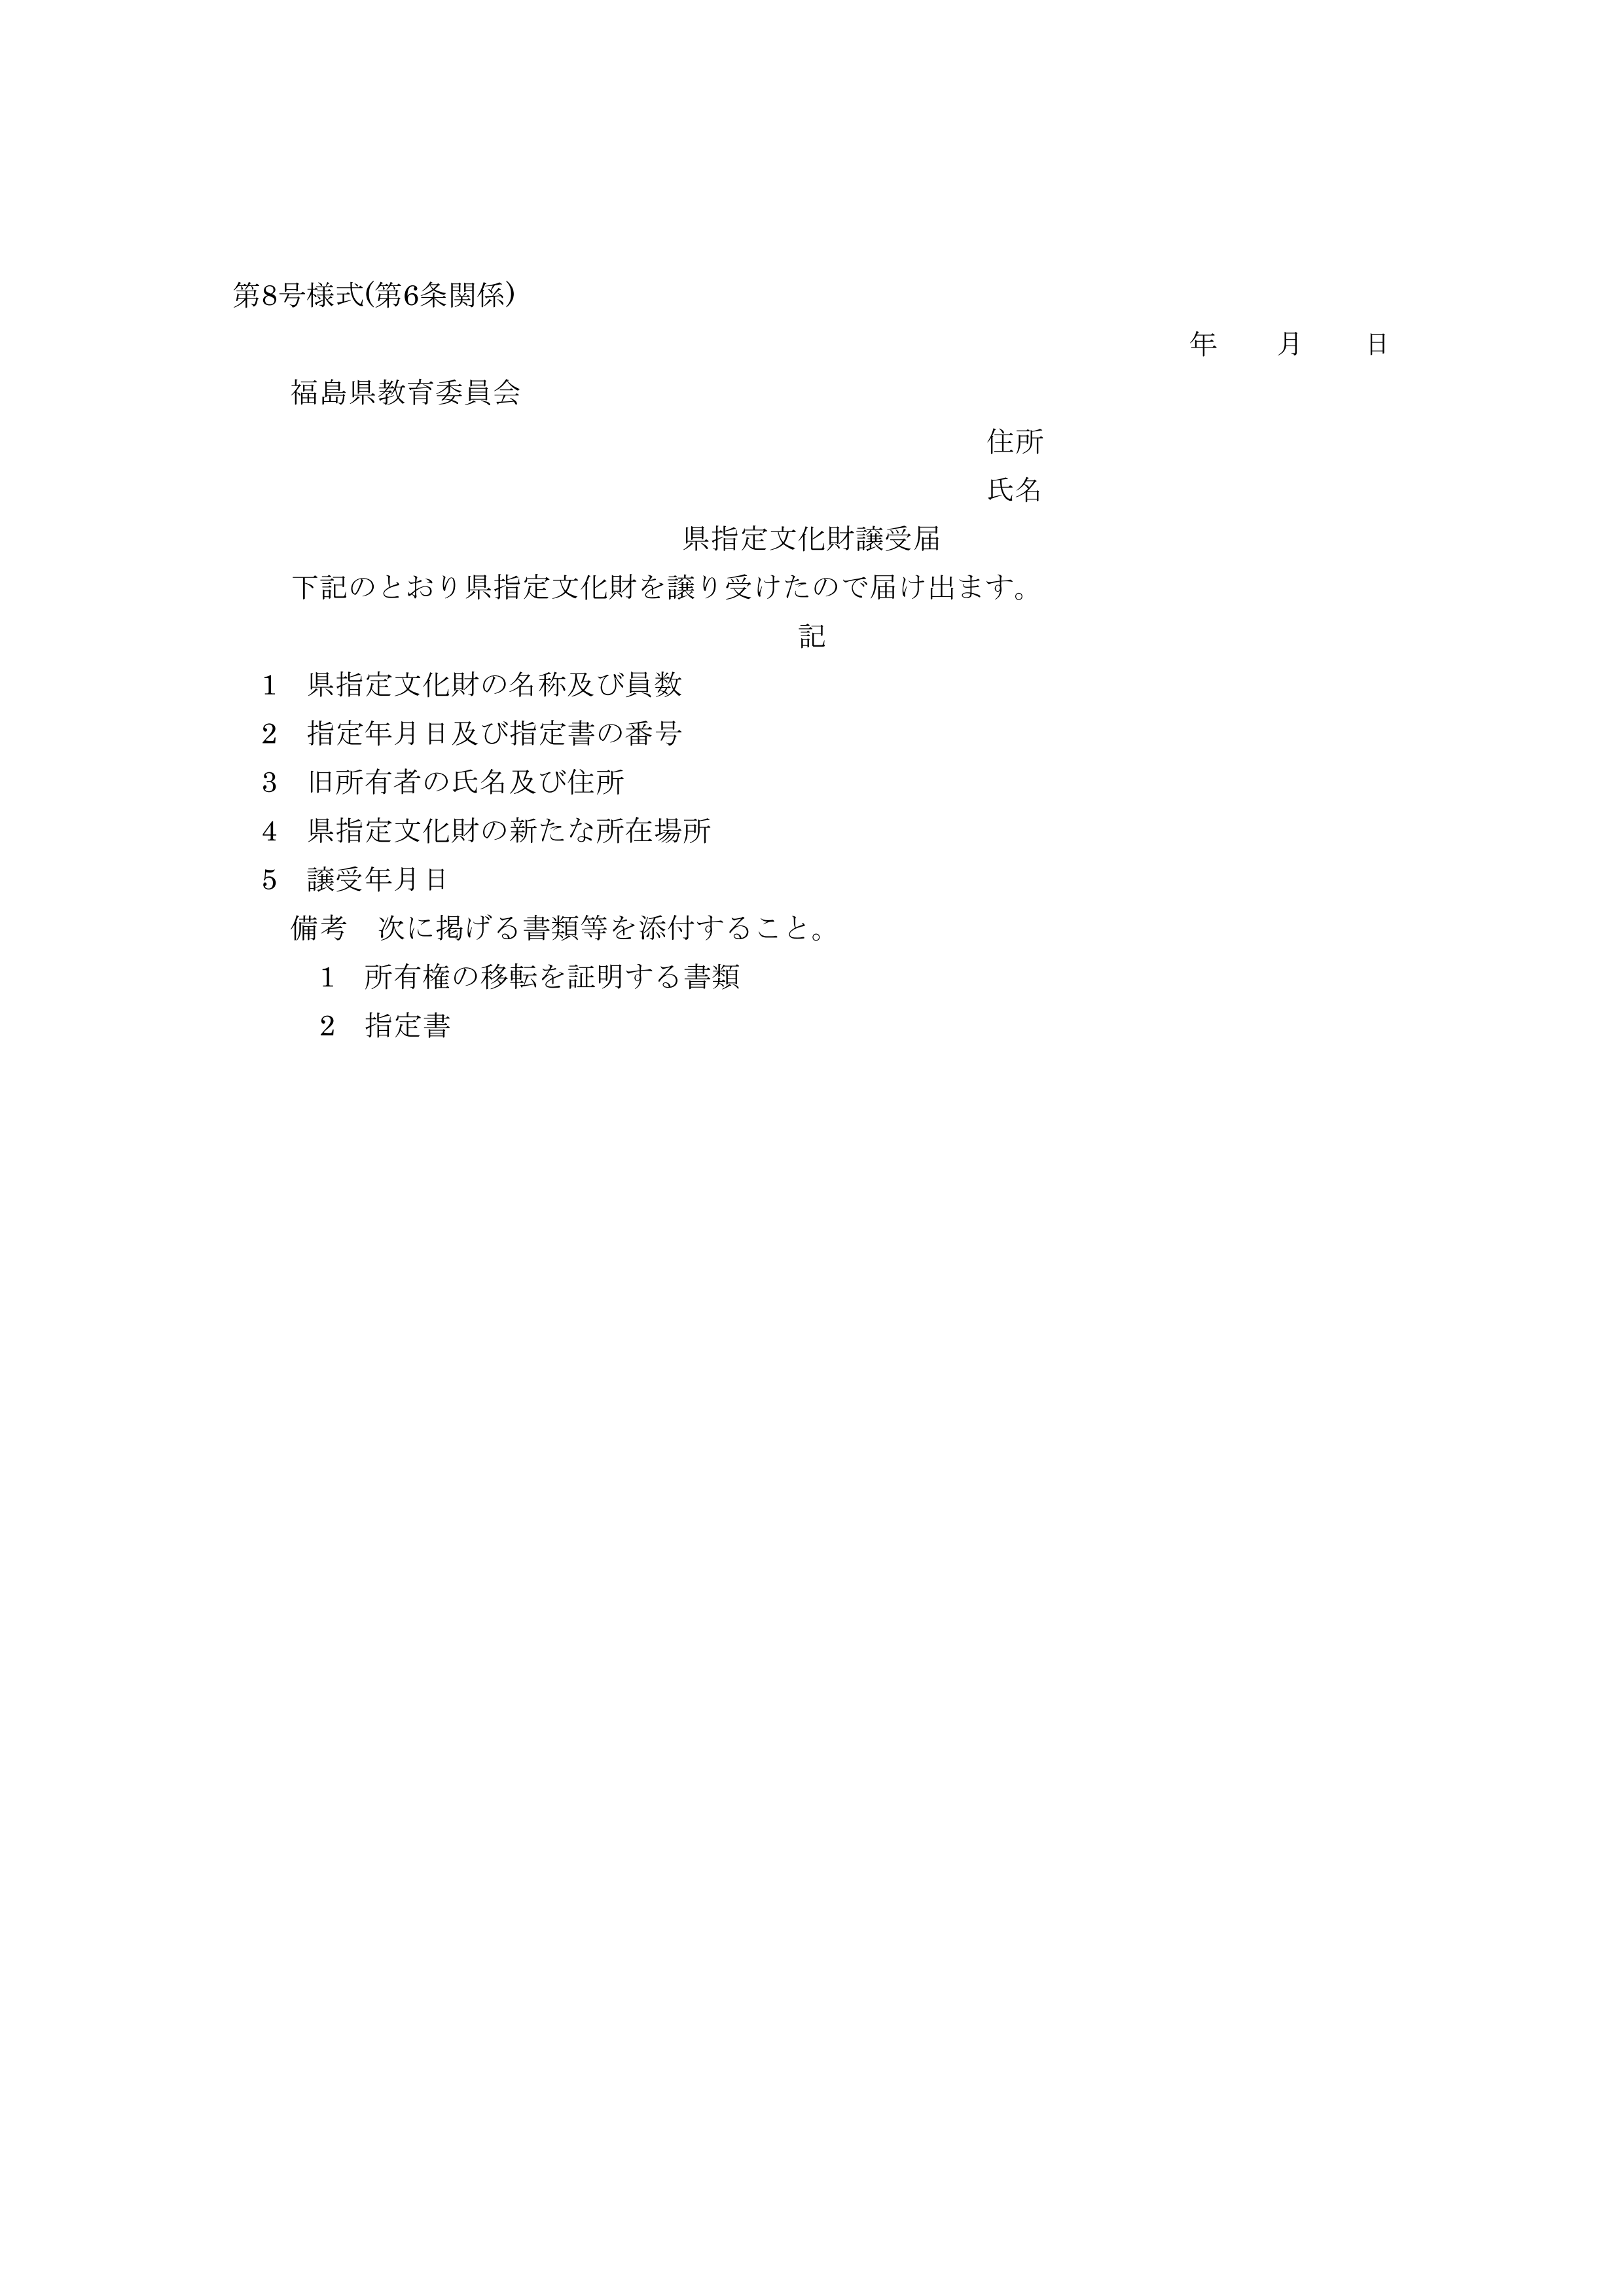 第8号様式(第6条関係)
年　　月　　日
福島県教育委員会
住所
氏名
県指定文化財譲受届
下記のとおり県指定文化財を譲り受けたので届け出ます。
記
1　県指定文化財の名称及び員数
2　指定年月日及び指定書の番号
3　旧所有者の氏名及び住所
4　県指定文化財の新たな所在場所
5　譲受年月日
備考　次に掲げる書類等を添付すること。
1　所有権の移転を証明する書類
2　指定書